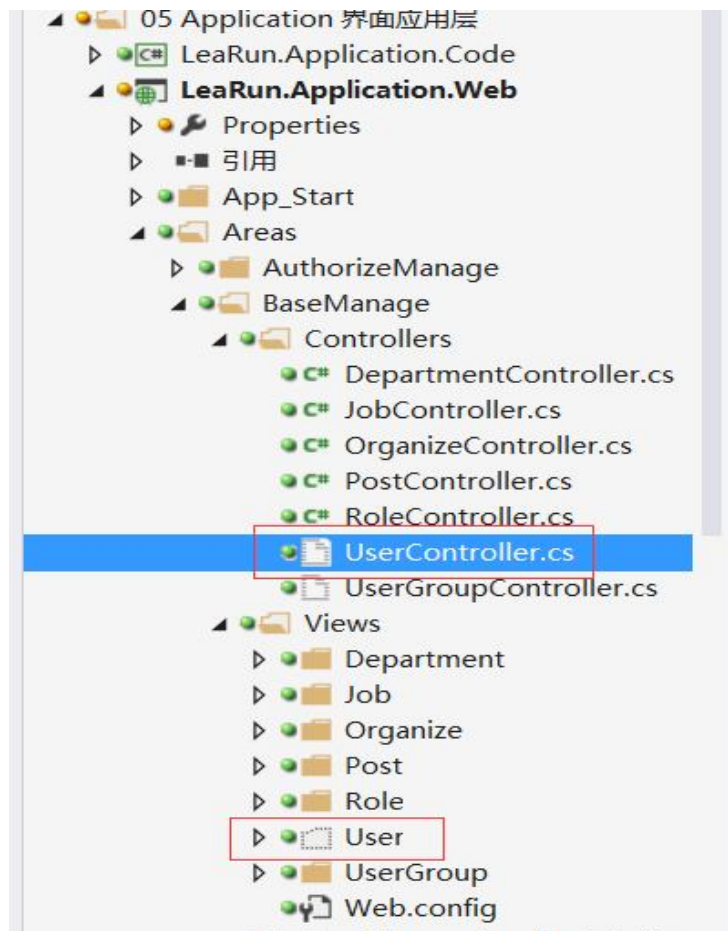 05 Application 界面应用层
C# LeaRun.Application.Code
LeaRun.Application.Web
Properties
引用
App_Start
Areas
AuthorizeManage
BaseManage
Controllers
C# DepartmentController.cs
C# JobController.cs
C# OrganizeController.cs
C# PostController.cs
C# RoleController.cs
UserController.cs
UserGroupController.cs
Views
Department
Job
Organize
Post
Role
User
UserGroup
Web.config